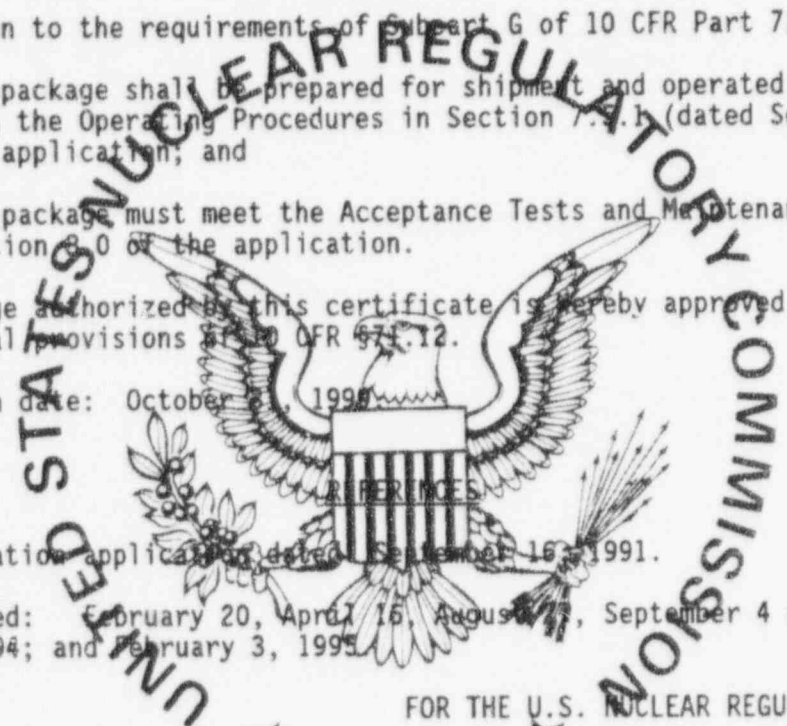 n to the requirements of Subpart G of 10 CFR Part 7
package shall be prepared for shipment and operated
the Operating Procedures in Section (dated S
application; and
package must meet the Acceptance Tests and Maintenan
ion 8.0 of the application.
e authorized by this certificate is hereby approved
l provisions of 10 CFR §71.12.
date: October 199
REFERENCES
ation application dated September 16, 1991.
ed: February 20, April 16, August September 4
94; and February 3, 1995
FOR THE U.S. NUCLEAR REGU
UNITED STATES NUCLEAR REGULATORY COMMISSION